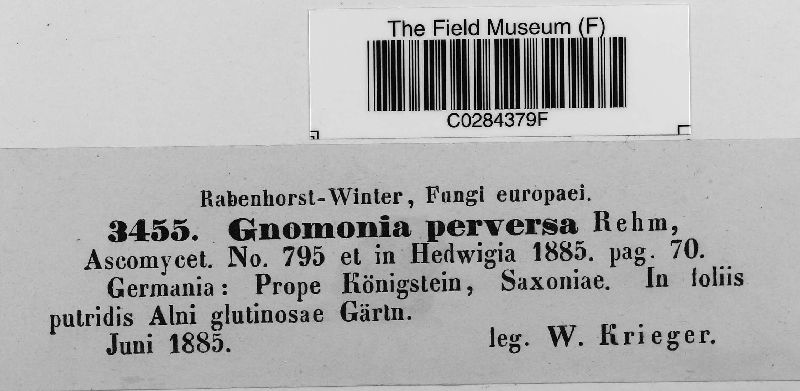 The Field Museum (F)
C0284379F
Rabenhorst-Winter, Fungi europaei.
3455. Gnomonia perversa Rehm,
Ascomycet. No. 795 et in Hedwigia 1885. pag. 70.
Germania: Prope Königstein, Saxoniae. In foliis
putridis Alni glutinosae Gärtn.
Juni 1885. leg. W. Krieger.